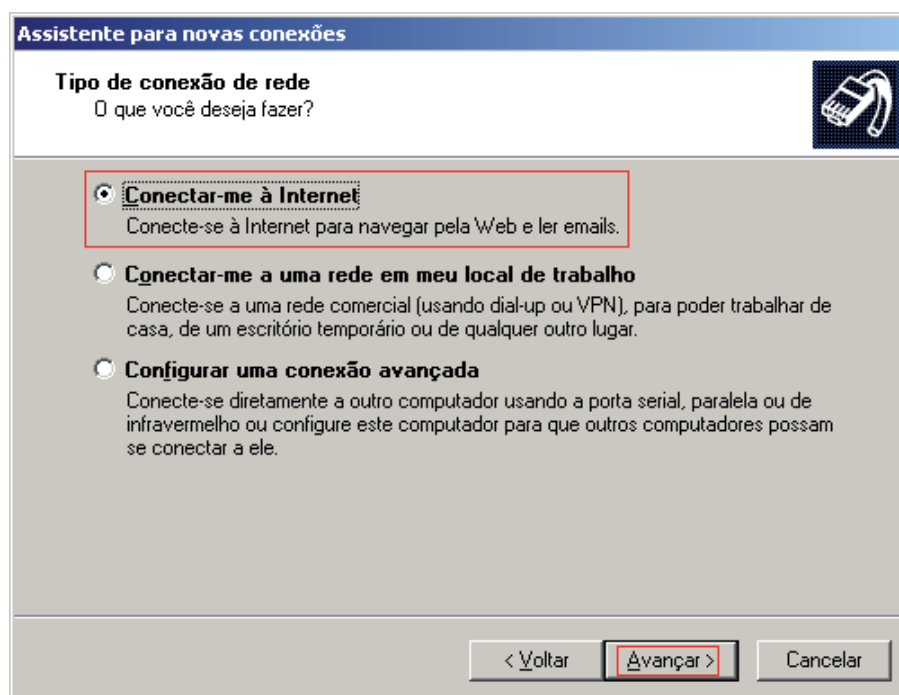 Assistente para novas conexões
Tipo de conexão de rede
O que você deseja fazer?
Conectar-me à Internet
Conecte-se à Internet para navegar pela Web e ler emails.
Conectar-me a uma rede em meu local de trabalho
Conecte-se a uma rede comercial (usando dial-up ou VPN), para poder trabalhar de
casa, de um escritório temporário ou de qualquer outro lugar.
Configurar uma conexão avançada
Conecte-se diretamente a outro computador usando a porta serial, paralela ou de
infravermelho ou configure este computador para que outros computadores possam
se conectar a ele.
< Voltar Avançar > Cancelar